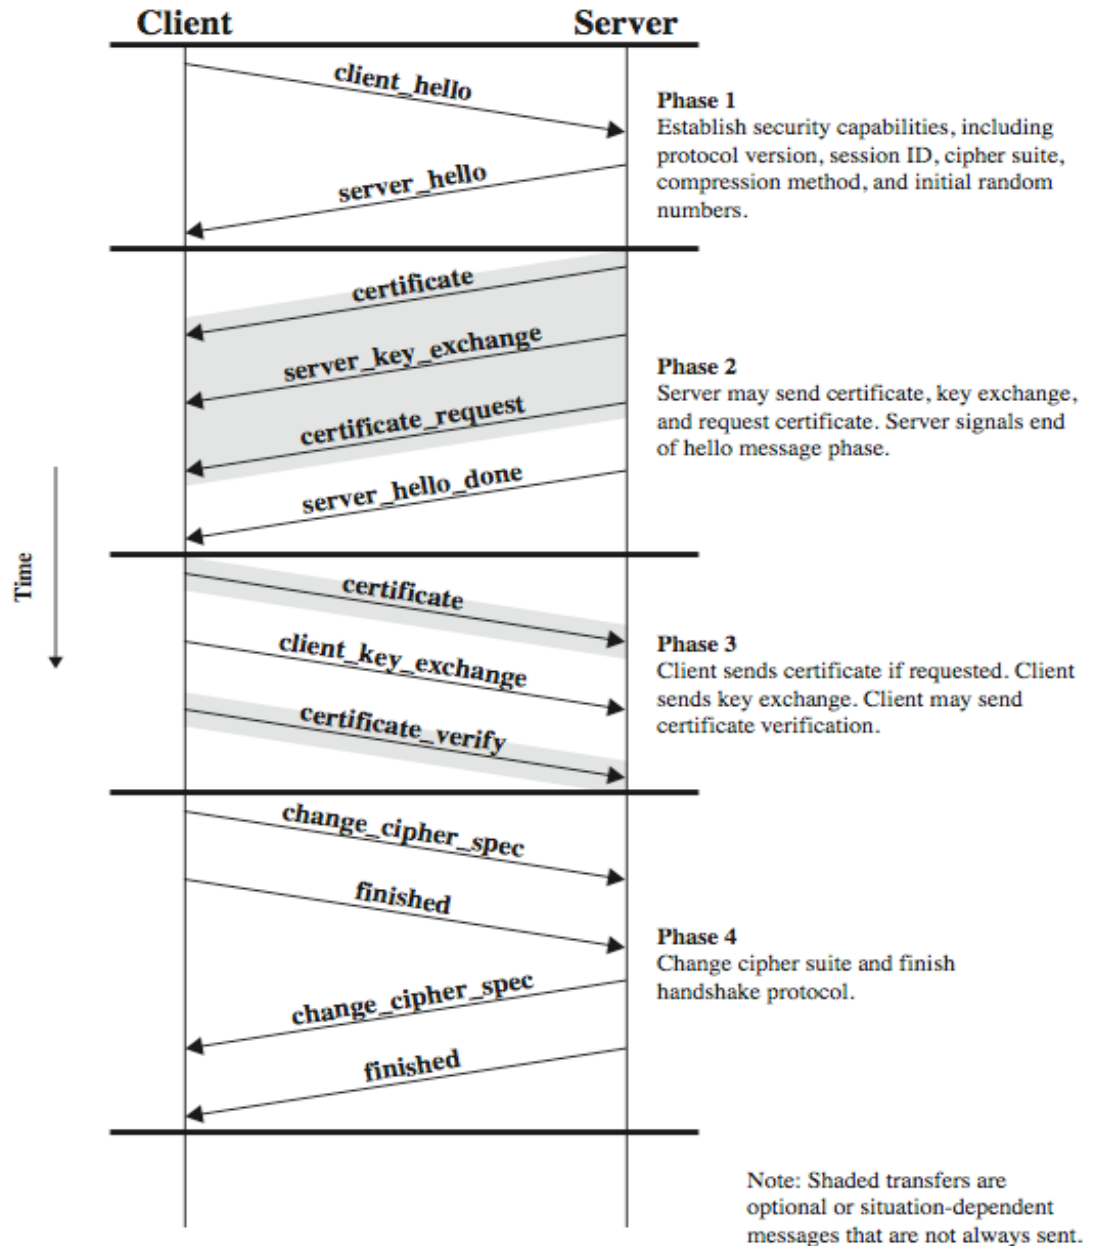 Client
Server
client_hello
server_hello
Phase 1
Establish security capabilities, including
protocol version, session ID, cipher suite,
compression method, and initial random
numbers.
certificate
server_key_exchange
certificate_request
server_hello_done
Phase 2
Server may send certificate, key exchange,
and request certificate. Server signals end
of hello message phase.
Time
certificate
client_key_exchange
certificate_verify
Phase 3
Client sends certificate if requested. Client
sends key exchange. Client may send
certificate verification.
change_cipher_spec
finished
change_cipher_spec
finished
Phase 4
Change cipher suite and finish
handshake protocol.
Note: Shaded transfers are
optional or situation-dependent
messages that are not always sent.